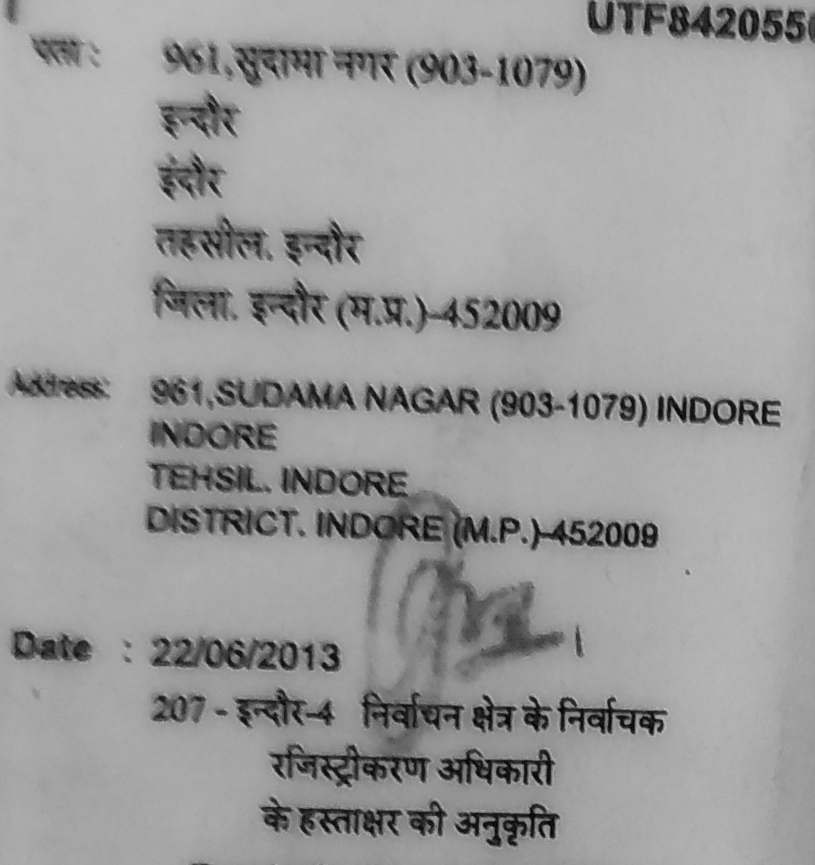 पता : 961,सुदामा नगर (903-1079)
इन्दौर
इंदौर
तहसील. इन्दौर
जिला. इन्दौर (म.प्र.)-452009
Address: 961,SUDAMA NAGAR (903-1079) INDORE
INDORE
TEHSIL. INDORE
DISTRICT. INDORE (M.P.)-452009
Date : 22/06/2013
207 - इन्दौर-4 निर्वाचन क्षेत्र के निर्वाचक
रजिस्ट्रीकरण अधिकारी
के हस्ताक्षर की अनुकृति